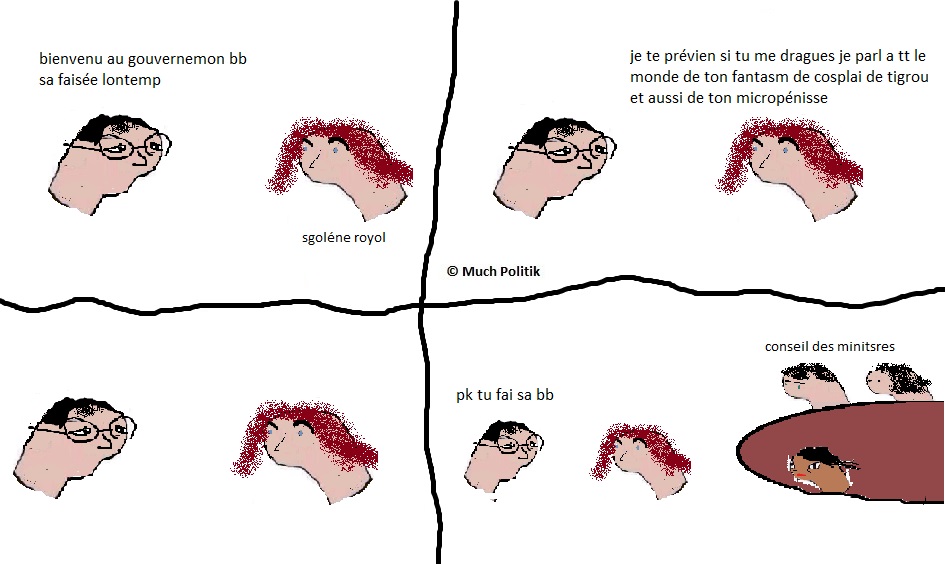 bienvenu au gouvernemon bb
sa faisée lontemp
sgoléne royol
je te prévien si tu me dragues je parl a tt le
monde de ton fantasm de cosplai de tigrou
et aussi de ton micropénisse
© Much Politik
pk tu fai sa bb
conseil des minitsres